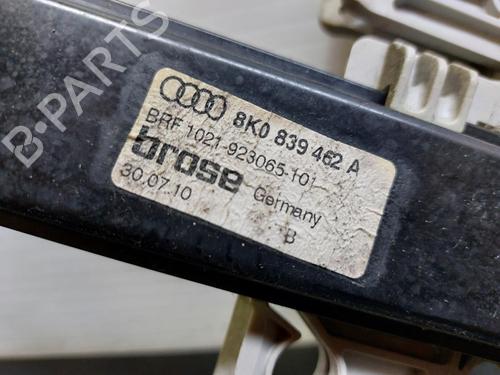 B-PARTS
8K0 839 462 A
BRF 1021-923065-101
brose
30.07.10 Germany
B